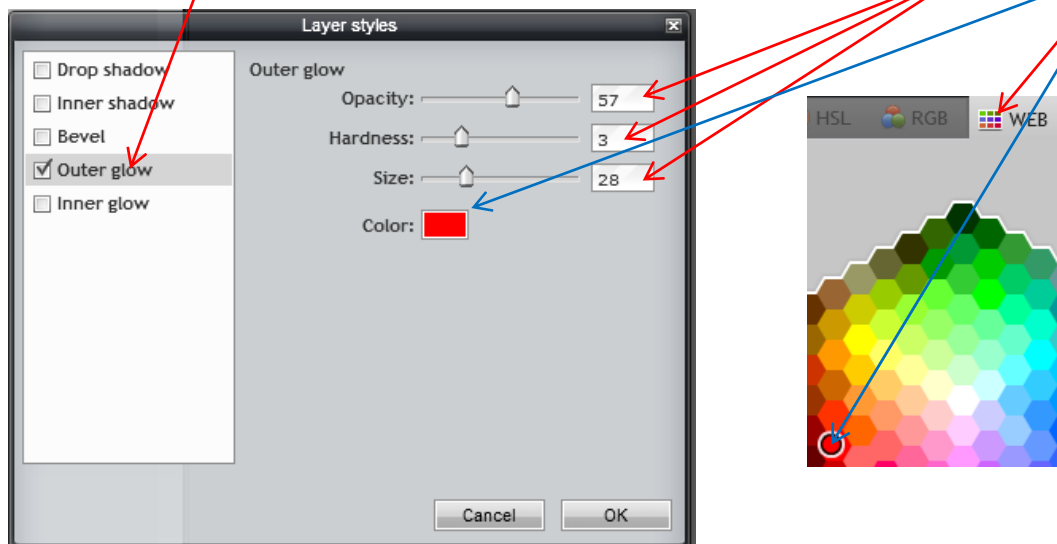 Layer styles
Drop shadow
Inner shadow
Bevel
Outer glow
Inner glow
Outer glow
Opacity: 57
Hardness: 3
Size: 28
Color:
Cancel OK
HSL RGB WEB